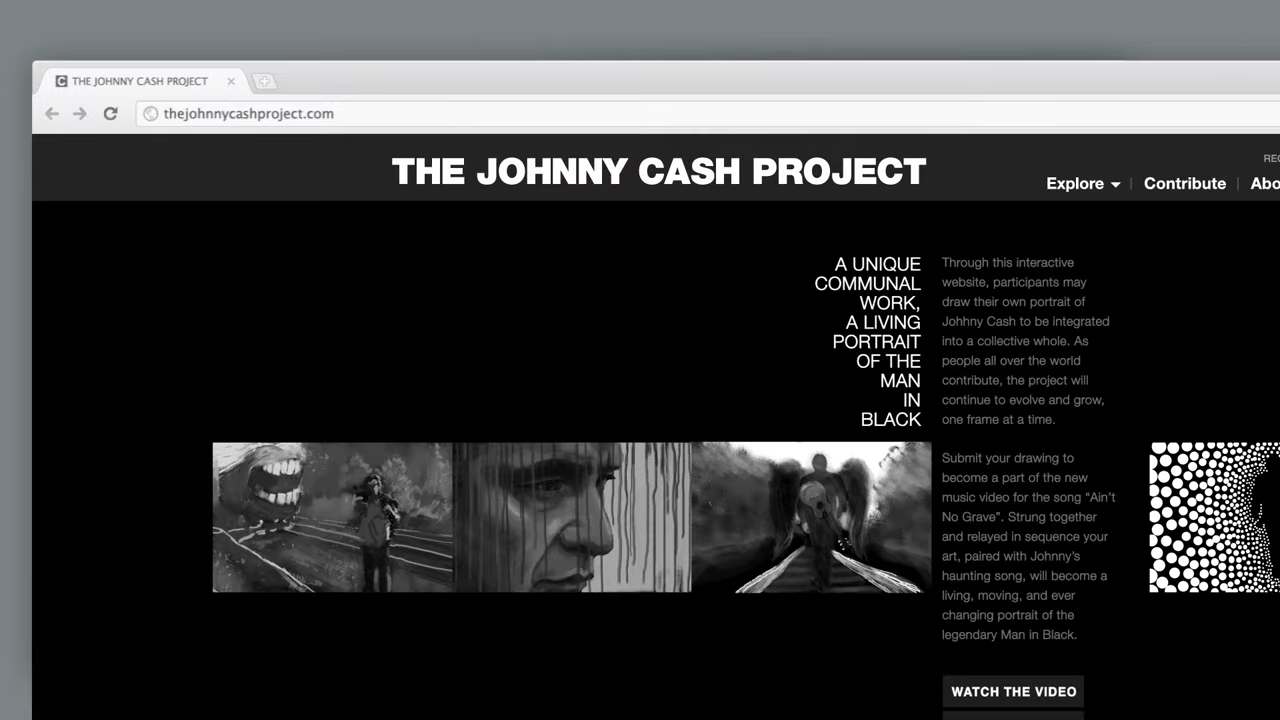 THE JOHNNY CASH PROJECT
thejohnnycashproject.com
THE JOHNNY CASH PROJECT
Explore
Contribute
A UNIQUE
COMMUNAL
WORK,
A LIVING
PORTRAIT
OF THE
MAN
IN
BLACK
Through this interactive
website, participants may
draw their own portrait of
Johhny Cash to be integrated
into a collective whole. As
people all over the world
contribute, the project will
continue to evolve and grow,
one frame at a time.
Submit your drawing to
become a part of the new
music video for the song “Ain’t
No Grave”. Strung together
and relayed in sequence your
art, paired with Johnny’s
haunting song, will become a
living, moving, and ever
changing portrait of the
legendary Man in Black.
WATCH THE VIDEO